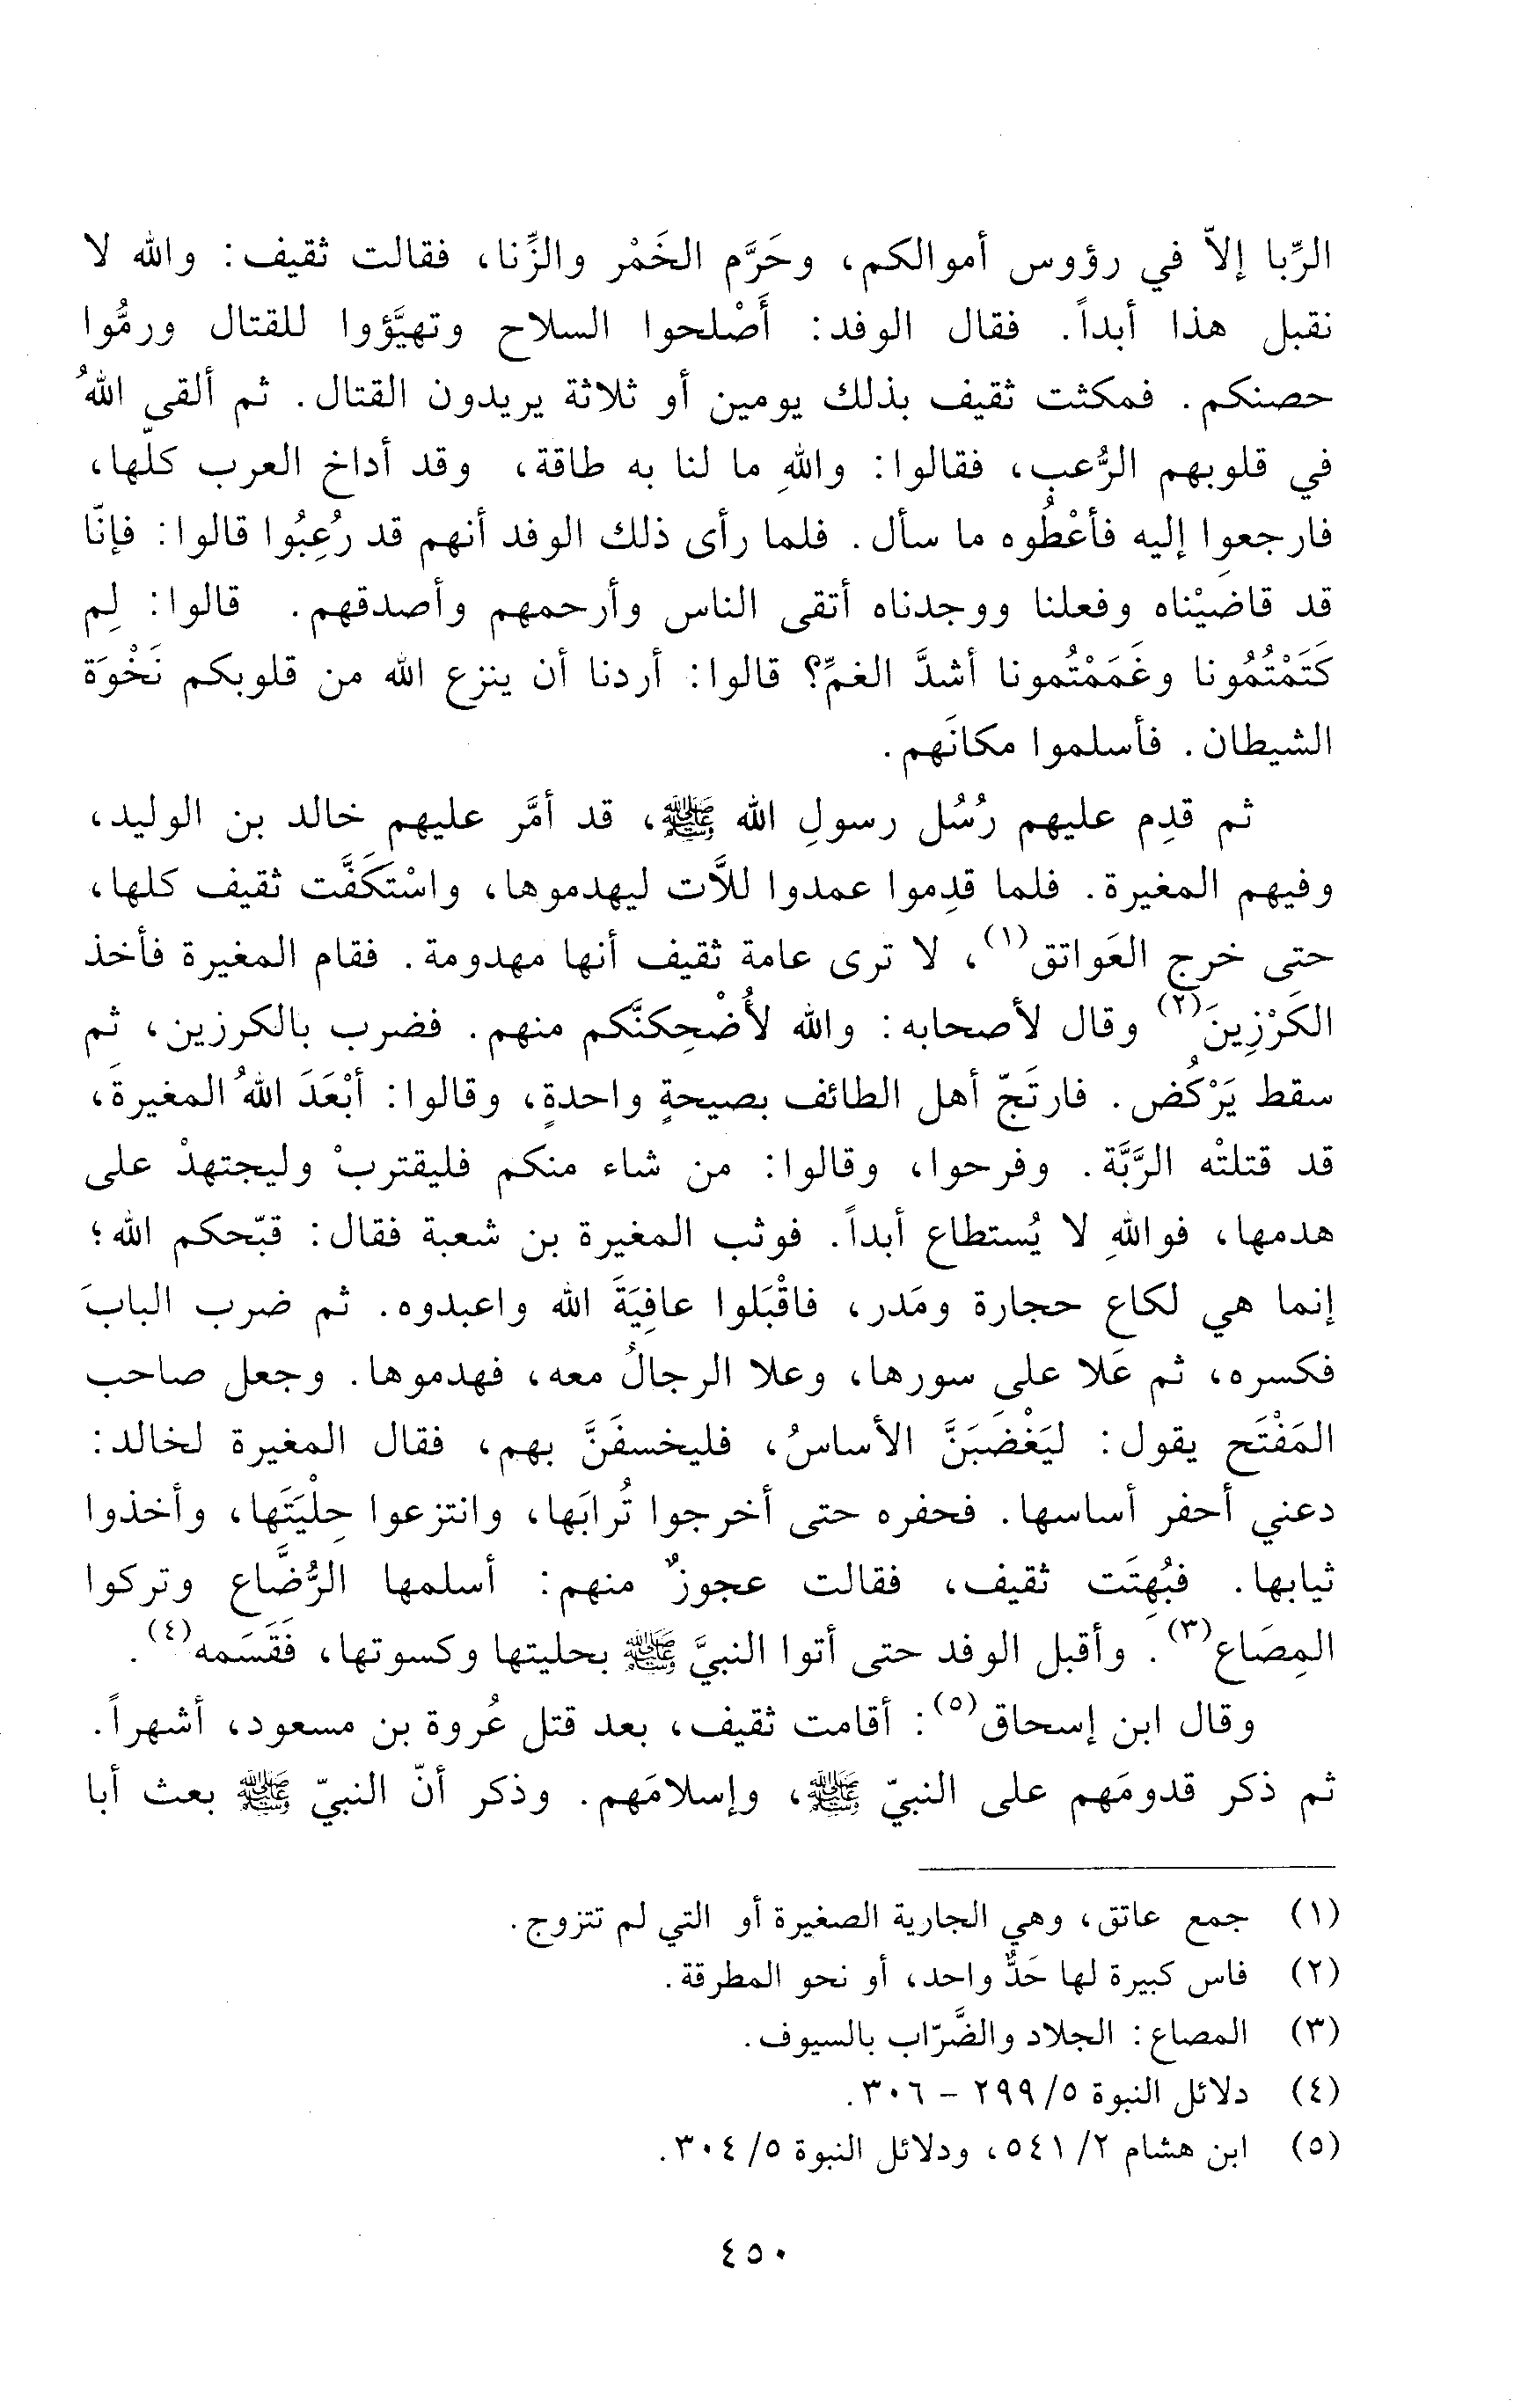 الرِّبا إلاّ في رؤوس أموالكم، وحَرَّم الخَمْر والزِّنا، فقالت ثقيف: والله لا
نقبل هذا أبداً. فقال الوفد: أَصْلحوا السلاح وتهيَّؤوا للقتال ورمُّوا
حصنكم. فمكثت ثقيف بذلك يومين أو ثلاثة يريدون القتال. ثم ألقى اللهُ
في قلوبهم الرُّعب، فقالوا: واللهِ ما لنا به طاقة، وقد أداخ العرب كلّها،
فارجعوا إليه فأعْطُوه ما سأل. فلما رأى ذلك الوفد أنهم قد رُعِبُوا قالوا: فإنّا
قد قاضَيْناه وفعلنا ووجدناه أتقى الناس وأرحمهم وأصدقهم. قالوا: لِم
كَتَمْتُمُونا وغَمَمْتُمونا أشدَّ الغمِّ؟ قالوا: أردنا أن ينزع الله من قلوبكم نَخْوَة
الشيطان. فأسلموا مكانَهم.
ثم قدِم عليهم رُسُل رسولِ الله ﷺ، قد أمَّر عليهم خالد بن الوليد،
وفيهم المغيرة. فلما قدِموا عمدوا للاَّت ليهدموها، واسْتَكَفَّت ثقيف كلها،
حتى خرج العَواتق(١)، لا ترى عامة ثقيف أنها مهدومة. فقام المغيرة فأخذ
الكَرْزِينَ(٢) وقال لأصحابه: والله لأُضْحِكنَّكم منهم. فضرب بالكرزين، ثم
سقط يَرْكُض. فارتَجّ أهل الطائف بصيحةٍ واحدةٍ، وقالوا: أبْعَدَ اللهُ المغيرةَ،
قد قتلتْه الرَّبَّة. وفرحوا، وقالوا: من شاء منكم فليقتربْ وليجتهدْ على
هدمها، فواللهِ لا يُستطاع أبداً. فوثب المغيرة بن شعبة فقال: قبّحكم الله؛
إنما هي لكاع حجارة ومَدر، فاقْبَلوا عافِيَةَ الله واعبدوه. ثم ضرب البابَ
فكسره، ثم عَلا على سورها، وعلا الرجالُ معه، فهدموها. وجعل صاحب
المَفْتَح يقول: ليَغْضَبَنَّ الأساسُ، فليخسفَنَّ بهم، فقال المغيرة لخالد:
دعني أحفر أساسها. فحفره حتى أخرجوا تُرابَها، وانتزعوا حِلْيَتَها، وأخذوا
ثيابها. فبُهِتَت ثقيف، فقالت عجوزٌ منهم: أسلمها الرُّضَّاع وتركوا
المِصَاع(٣). وأقبل الوفد حتى أتوا النبيَّ ﷺ بحليتها وكسوتها، فَقَسَمه(٤).
وقال ابن إسحاق(٥): أقامت ثقيف، بعد قتل عُروة بن مسعود، أشهراً.
ثم ذكر قدومَهم على النبيّ ﷺ، وإسلامَهم. وذكر أنّ النبيّ ﷺ بعث أبا
(١) جمع عاتق، وهي الجارية الصغيرة أو التي لم تتزوج.
(٢) فاس كبيرة لها حَدٌّ واحد، أو نحو المطرقة.
(٣) المصاع: الجلاد والضَّرّاب بالسيوف.
(٤) دلائل النبوة ٥/ ٢٩٩ - ٣٠٦.
(٥) ابن هشام ٢/ ٥٤١، ودلائل النبوة ٥/ ٣٠٤.
٤٥٠